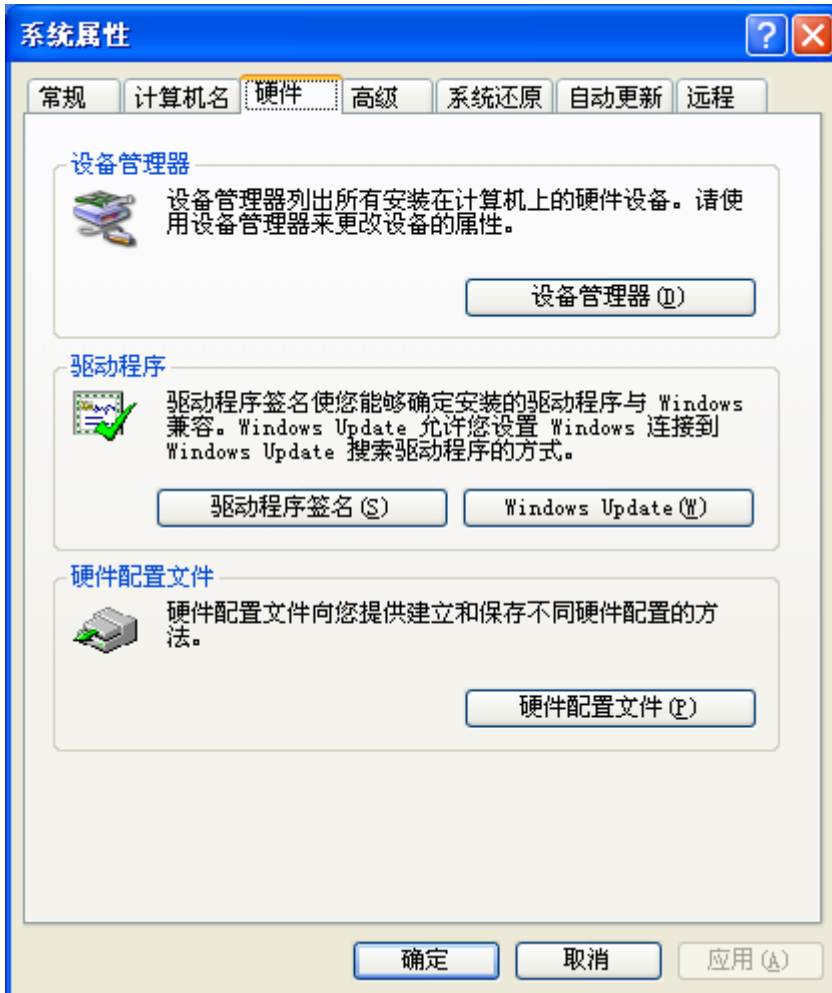 系统属性
常规 计算机名 硬件 高级 系统还原 自动更新 远程
设备管理器
设备管理器列出所有安装在计算机上的硬件设备。请使
用设备管理器来更改设备的属性。
设备管理器(D)
驱动程序
驱动程序签名使您能够确定安装的驱动程序与 Windows
兼容。Windows Update 允许您设置 Windows 连接到
Windows Update 搜索驱动程序的方式。
驱动程序签名(S) Windows Update(W)
硬件配置文件
硬件配置文件向您提供建立和保存不同硬件配置的方
法。
硬件配置文件(P)
确定 取消 应用(A)